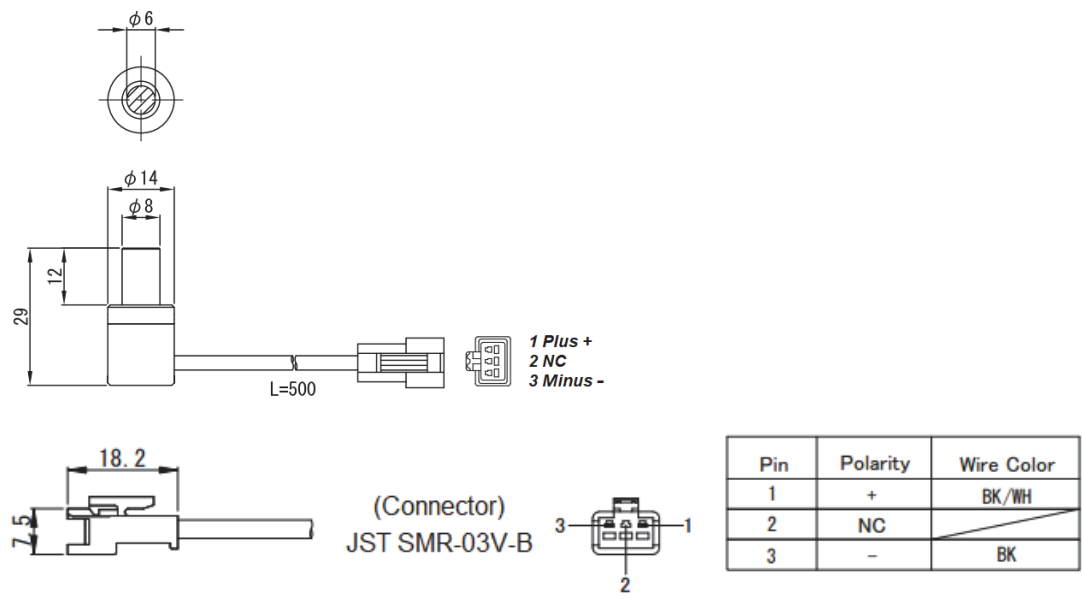 φ6
φ14
φ8
12
29
1 Plus +
2 NC
3 Minus -
L=500
18.2
7.5
(Connector)
JST SMR-03V-B
3
1
2
Pin Polarity Wire Color
1 + BK/WH
2 NC
3 − BK